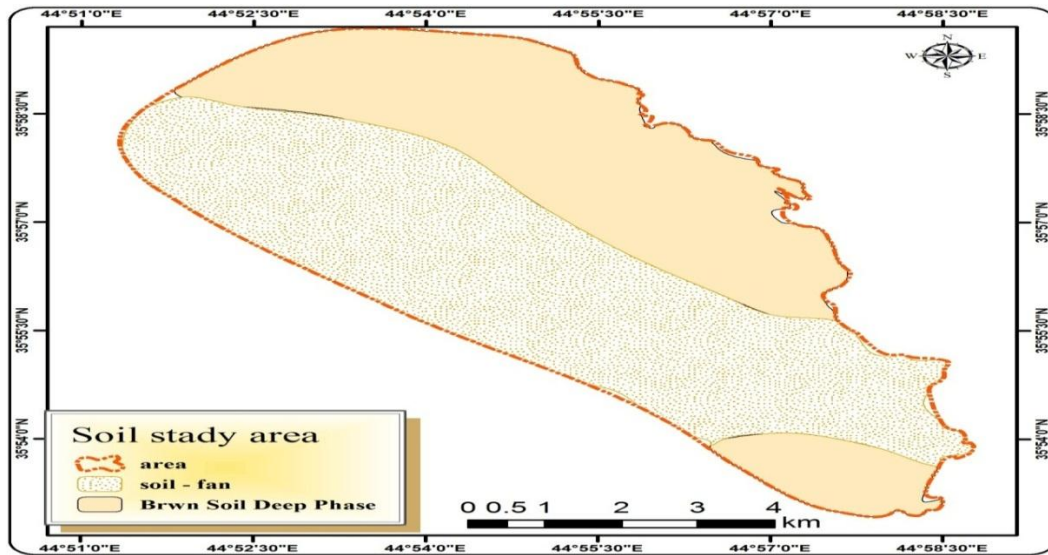 44°51'0"E 44°52'30"E 44°54'0"E 44°55'30"E 44°57'0"E 44°58'30"E
N
W E
S
35°58'30"N
35°58'30"N
35°57'0"N
35°57'0"N
35°55'30"N
35°55'30"N
35°54'0"N
35°54'0"N
Soil stady area
area
soil - fan
Brwn Soil Deep Phase
0 0.5 1 2 3 4
km
44°51'0"E 44°52'30"E 44°54'0"E 44°55'30"E 44°57'0"E 44°58'30"E